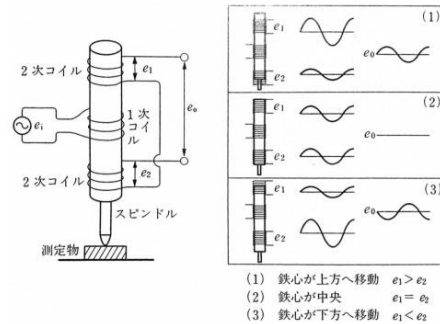 2次コイル
e₁
e₀
1次コイル
eᵢ
e₂
2次コイル
スピンドル
測定物
(1)
e₁
e₀
e₂
(2)
e₁
e₀
e₂
(3)
e₁
e₀
e₂
(1) 鉄心が上方へ移動 e₁>e₂
(2) 鉄心が中央 e₁=e₂
(3) 鉄心が下方へ移動 e₁<e₂